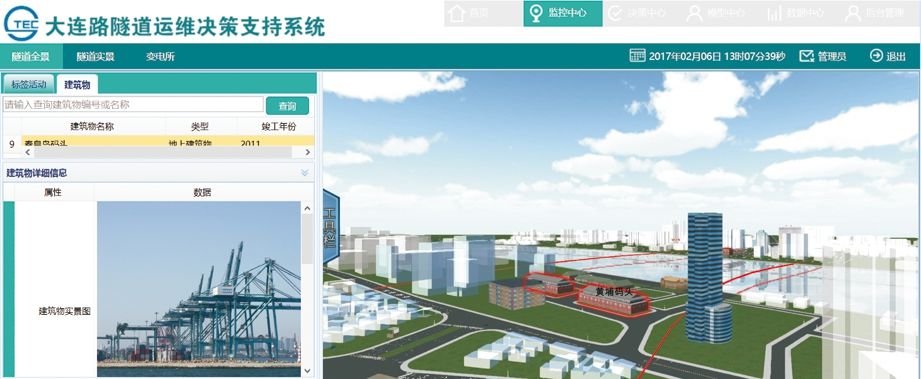 TEC
大连路隧道运维决策支持系统
首页
监控中心
决策中心
模型中心
数据中心
后台管理
隧道全景
隧道实景
变电所
2017年02月06日 13时07分39秒
管理员
退出
标签活动
建筑物
请输入查询建筑物编号或名称
查询
建筑物名称 类型 竣工年份
9 秦皇岛码头 地上建筑物 2011
建筑物详细信息
属性 数据
建筑物实景图
工具栏
黄埔码头